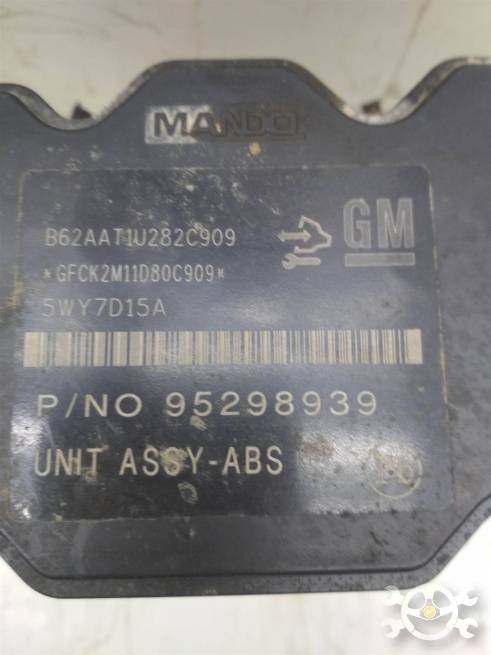 MANDO
GM
B62AAT1U282C909
*GFCK2M11D80C909*
5WY7D15A
P/NO 95298939
UNIT ASSY-ABS